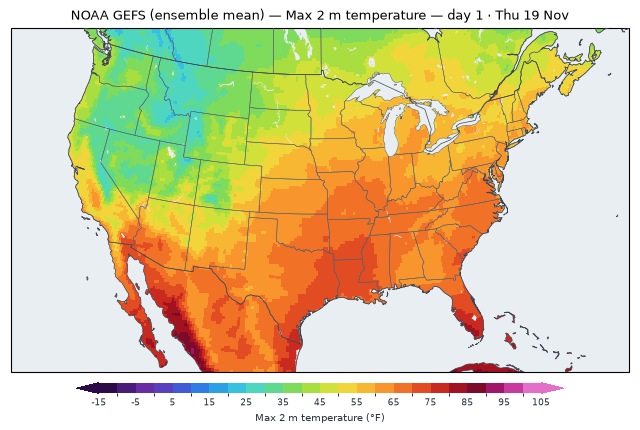 NOAA GEFS (ensemble mean) — Max 2 m temperature — day 1 · Thu 19 Nov
-15 -5 5 15 25 35 45 55 65 75 85 95 105
Max 2 m temperature (°F)